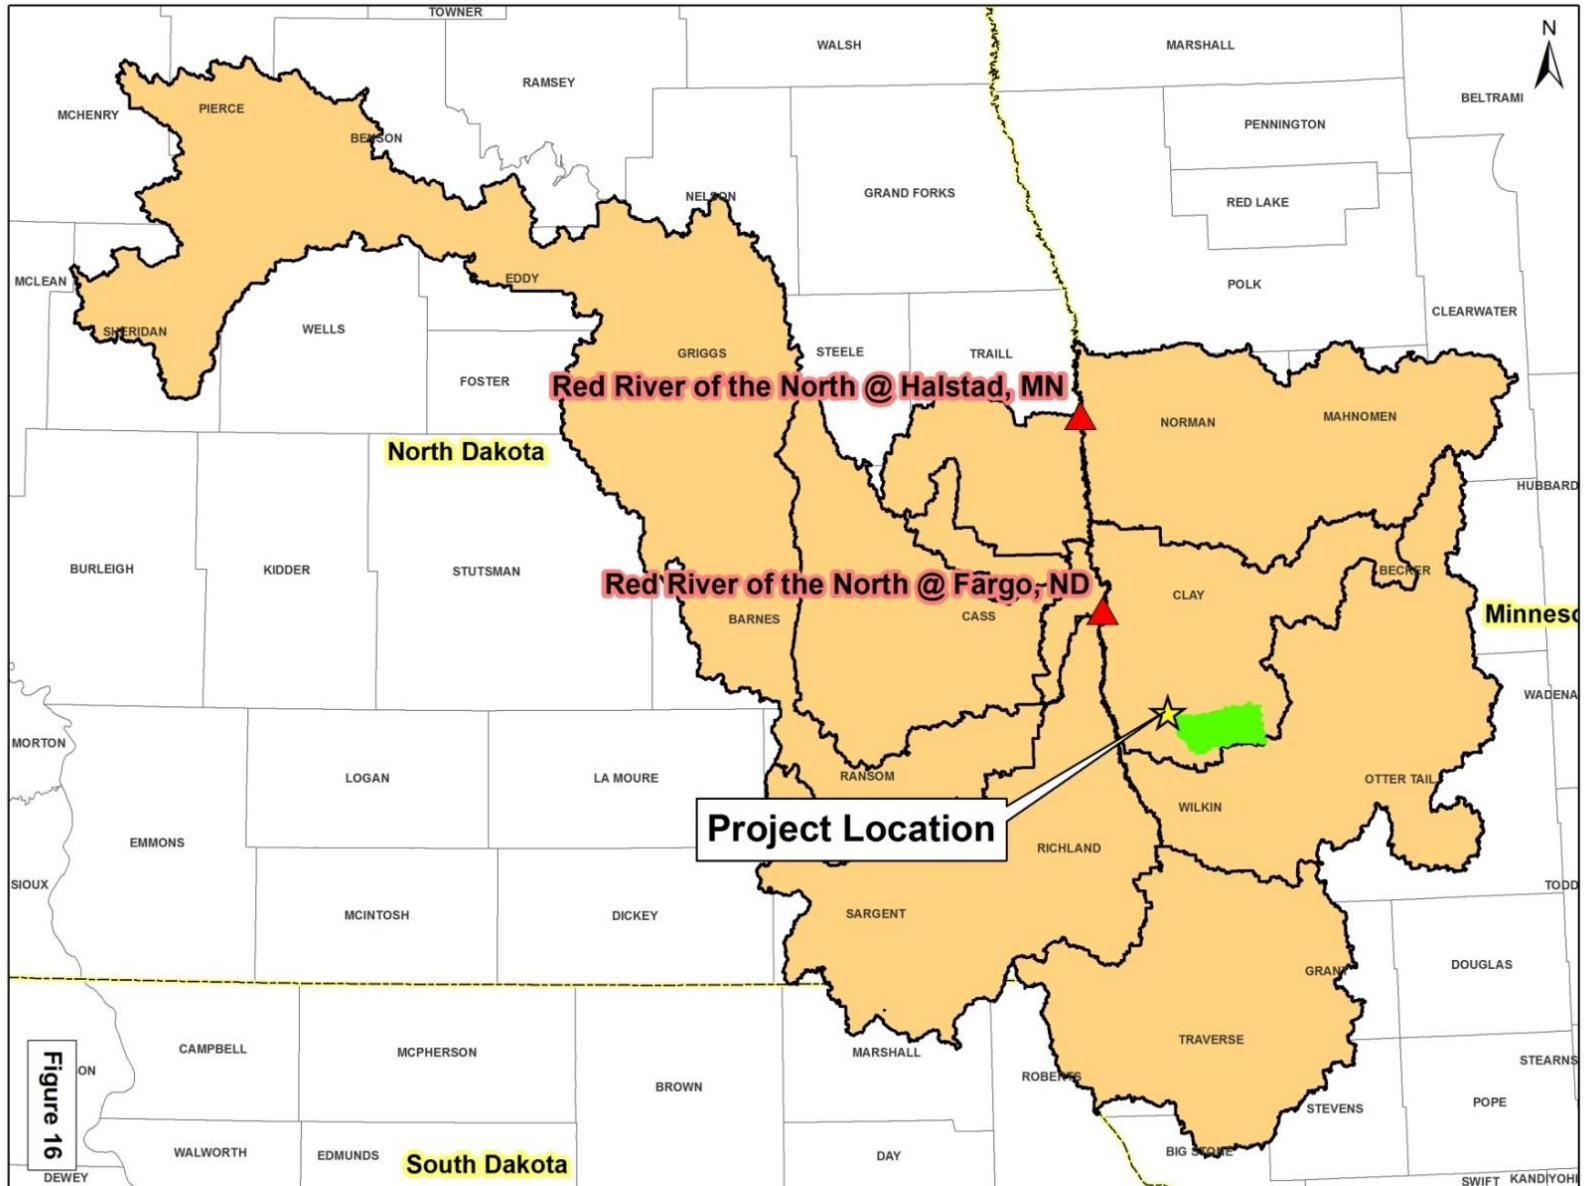 TOWNER
N
WALSH
MARSHALL
RAMSEY
BELTRAMI
PIERCE
MCHENRY
PENNINGTON
BENSON
GRAND FORKS
NELSON
RED LAKE
MCLEAN
EDDY
POLK
CLEARWATER
SHERIDAN
WELLS
GRIGGS
STEELE
TRAILL
FOSTER
Red River of the North @ Halstad, MN
NORMAN
MAHNOMEN
North Dakota
HUBBARD
BURLEIGH
KIDDER
STUTSMAN
BECKER
Red River of the North @ Fargo, ND
CLAY
BARNES
CASS
Minneso
WADENA
MORTON
LOGAN
LA MOURE
RANSOM
OTTER TAIL
WILKIN
Project Location
EMMONS
RICHLAND
SIOUX
TODD
MCINTOSH
DICKEY
SARGENT
GRANT
DOUGLAS
TRAVERSE
CAMPBELL
MCPHERSON
MARSHALL
STEARNS
Figure 16
ON
BROWN
ROBERTS
STEVENS
POPE
WALWORTH
EDMUNDS
South Dakota
DAY
BIG STONE
DEWEY
SWIFT
KANDIYOHI